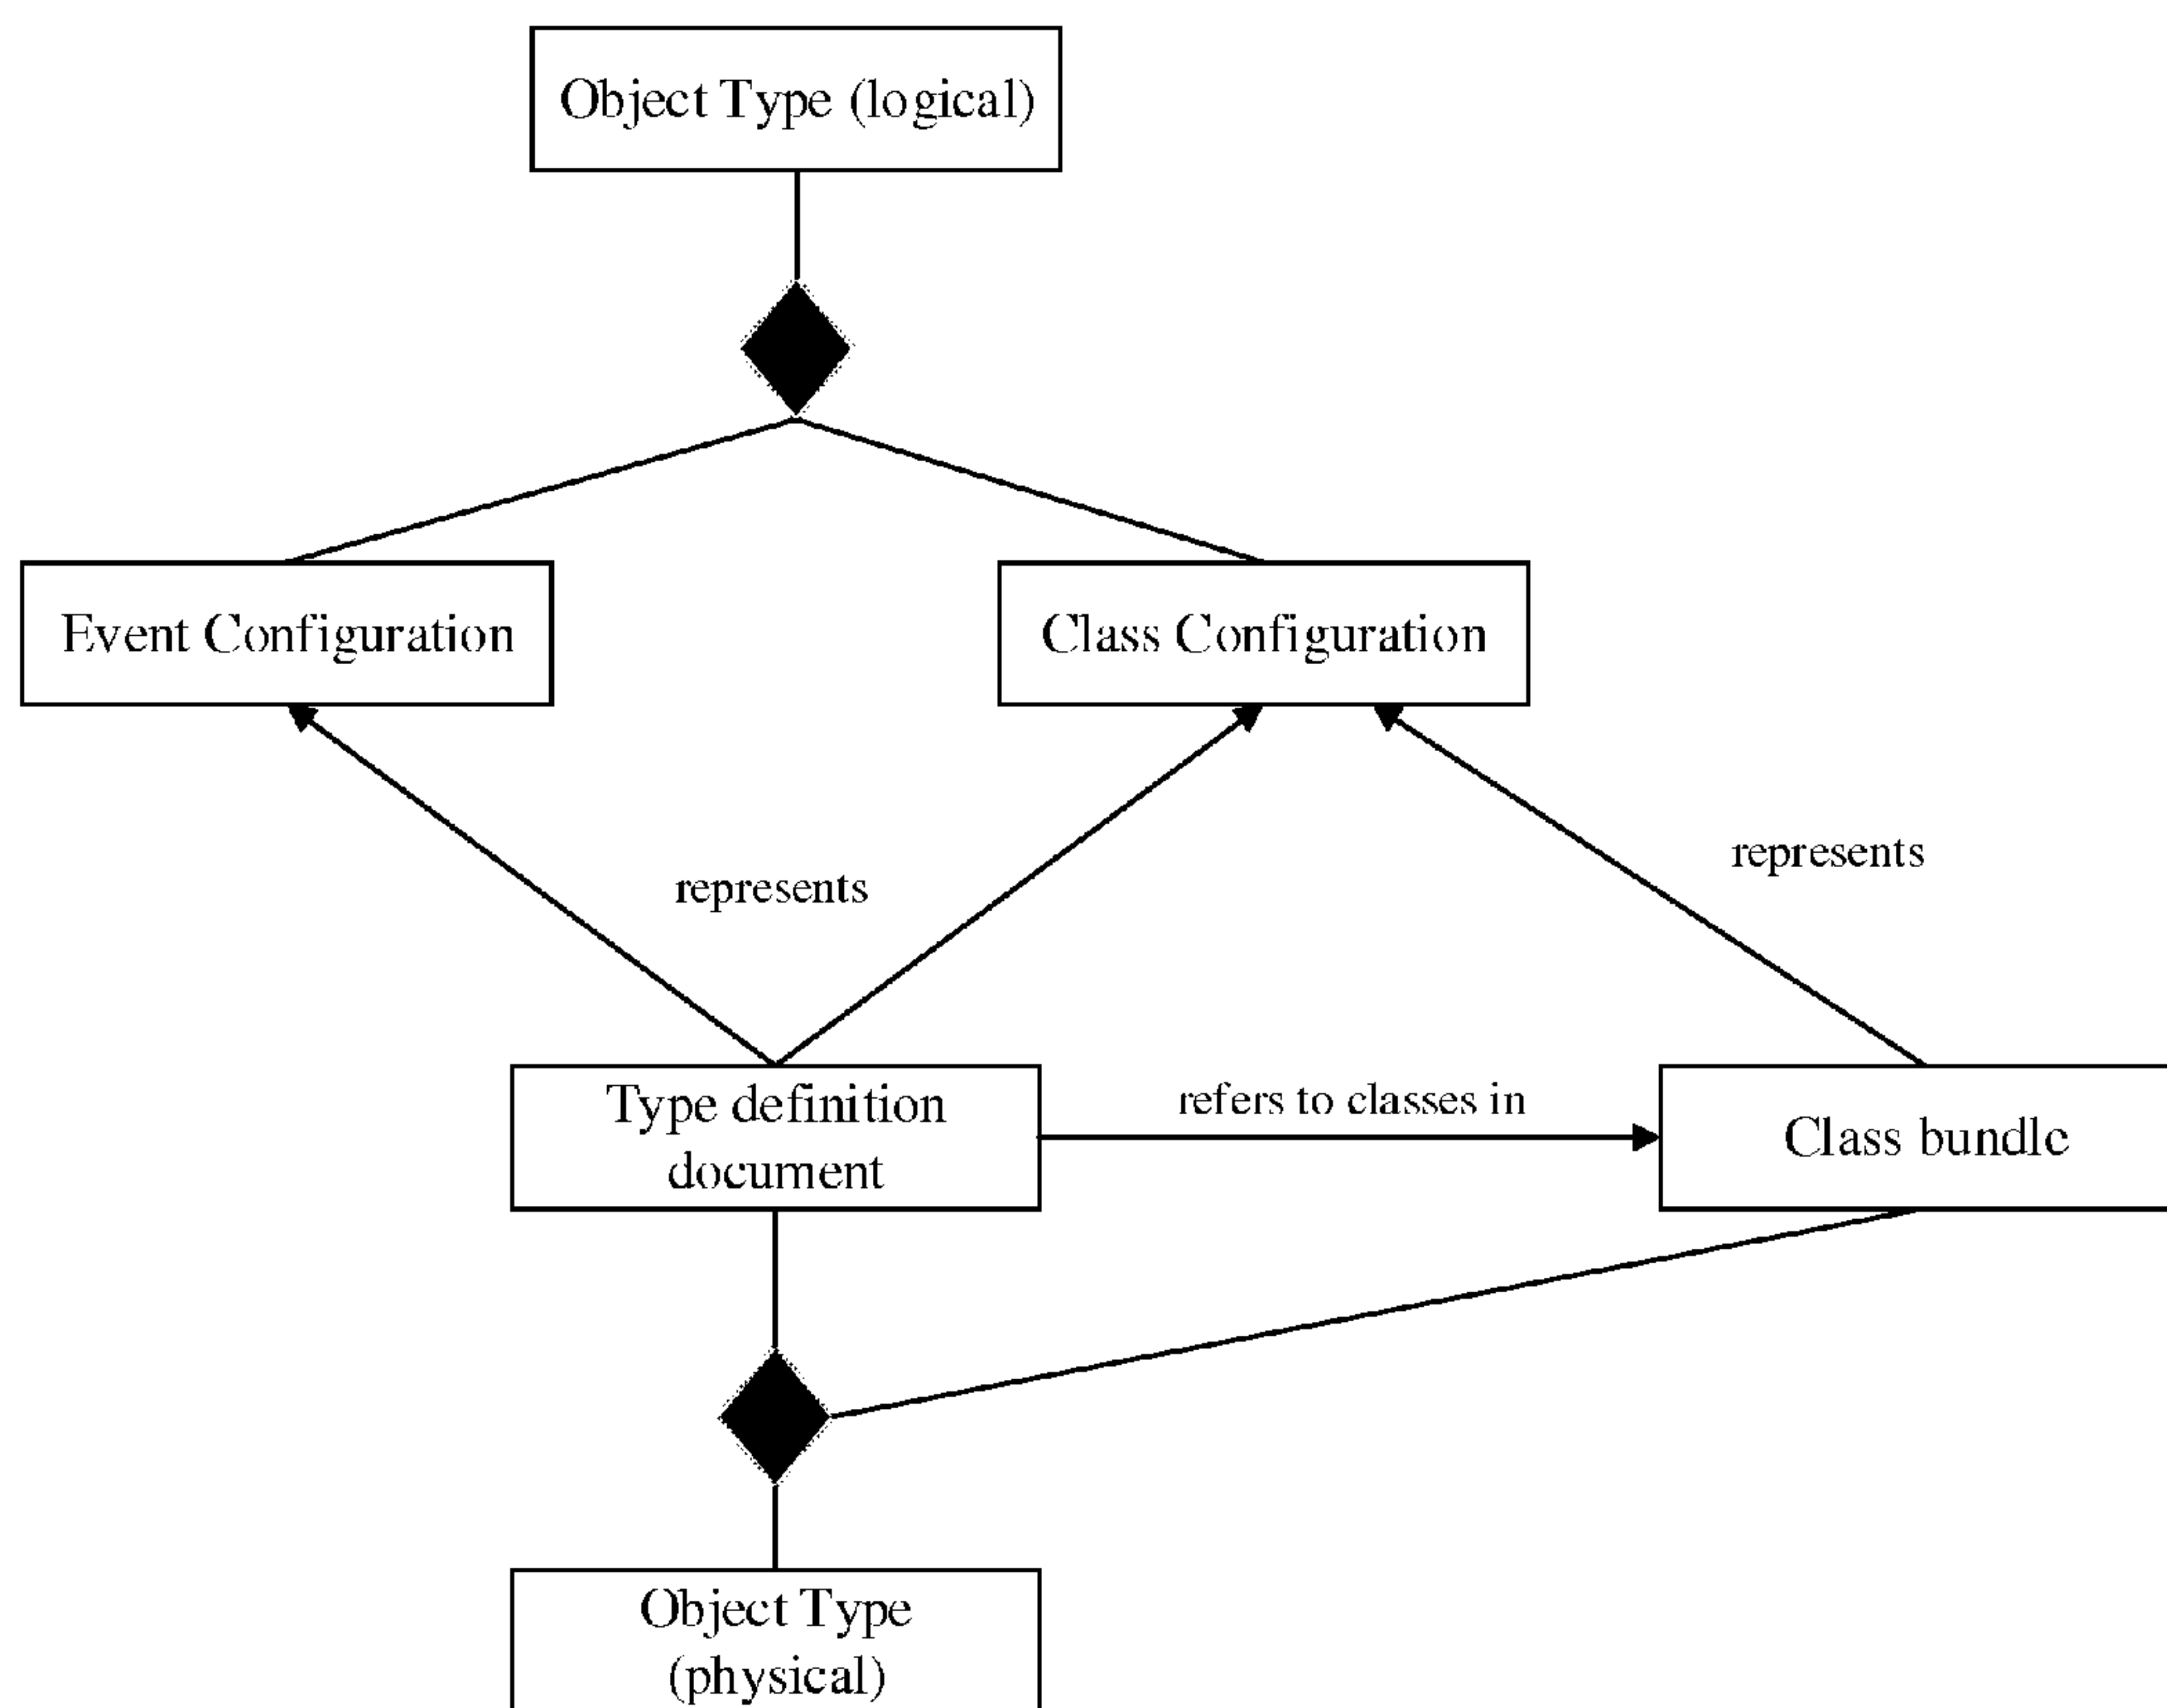 Object Type (logical)
Event Configuration
Class Configuration
represents
represents
Type definition
document
refers to classes in
Class bundle
Object Type
(physical)